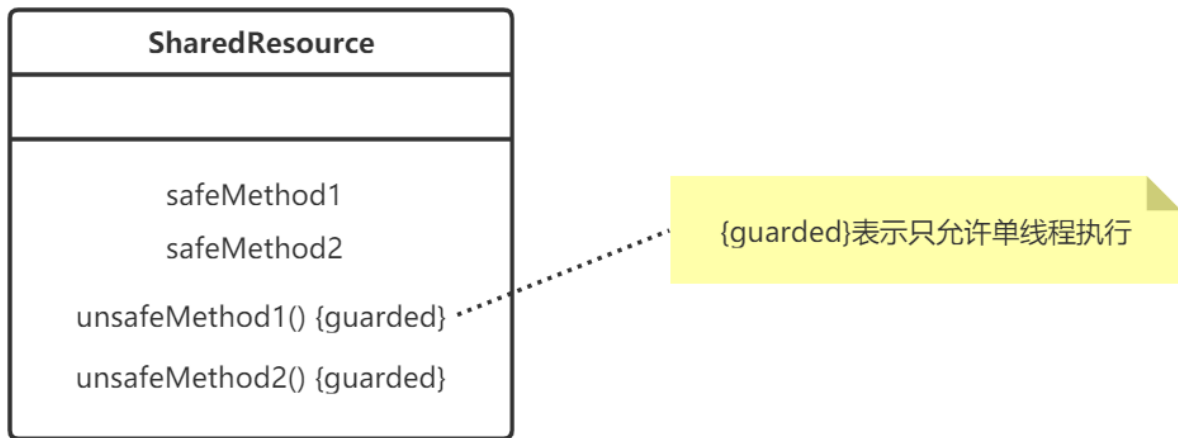 SharedResource
safeMethod1
safeMethod2
unsafeMethod1() {guarded}
unsafeMethod2() {guarded}
{guarded}表示只允许单线程执行